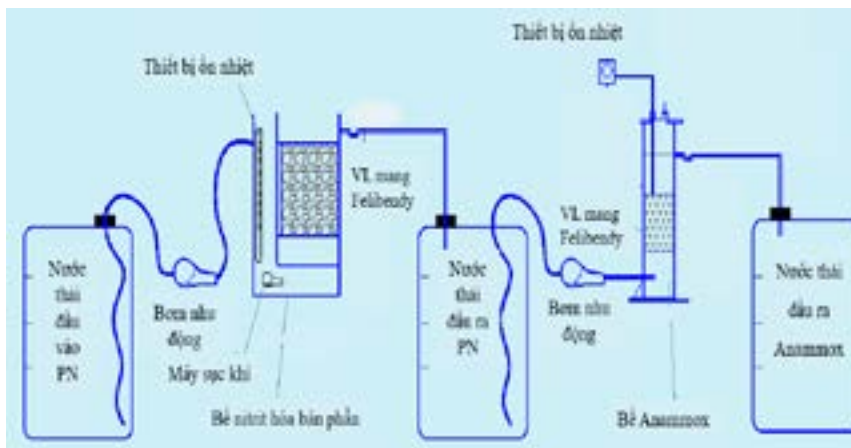 Thiết bị ổn nhiệt
Thiết bị ổn nhiệt
VL mang
Felibendy
VL mang
Felibendy
Nước
thải
đầu
vào
PN
Bơm nhu
động
Máy sục khí
Bể nitrit hóa bán phần
Nước
thải
đầu ra
PN
Bơm nhu
động
Bể Anammox
Nước thải
đầu ra
Anammox